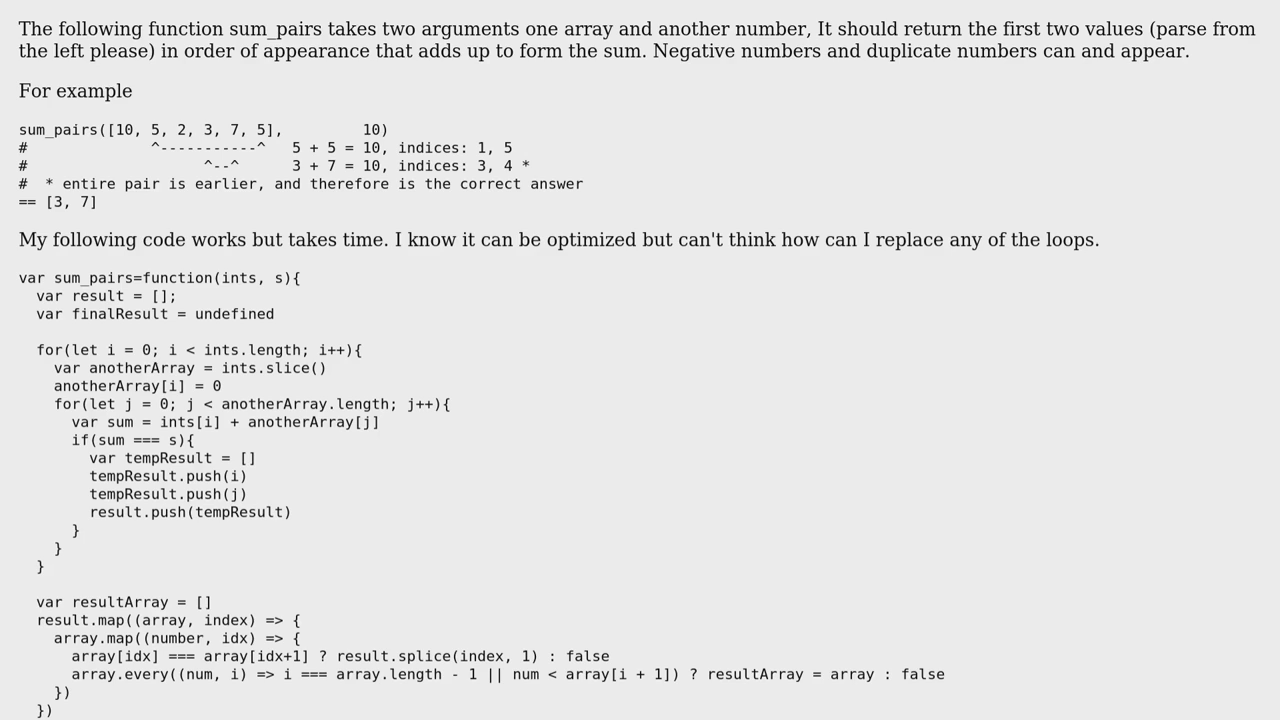 The following function sum_pairs takes two arguments one array and another number, It should return the first two values (parse from
the left please) in order of appearance that adds up to form the sum. Negative numbers and duplicate numbers can and appear.
For example
sum_pairs([10, 5, 2, 3, 7, 5],         10)
#              ^-----------^   5 + 5 = 10, indices: 1, 5
#                    ^--^      3 + 7 = 10, indices: 3, 4 *
#  * entire pair is earlier, and therefore is the correct answer
== [3, 7]
My following code works but takes time. I know it can be optimized but can't think how can I replace any of the loops.
var sum_pairs=function(ints, s){
  var result = [];
  var finalResult = undefined
  for(let i = 0; i < ints.length; i++){
    var anotherArray = ints.slice()
    anotherArray[i] = 0
    for(let j = 0; j < anotherArray.length; j++){
      var sum = ints[i] + anotherArray[j]
      if(sum === s){
        var tempResult = []
        tempResult.push(i)
        tempResult.push(j)
        result.push(tempResult)
      }
    }
  }
  var resultArray = []
  result.map((array, index) => {
    array.map((number, idx) => {
      array[idx] === array[idx+1] ? result.splice(index, 1) : false
      array.every((num, i) => i === array.length - 1 || num < array[i + 1]) ? resultArray = array : false
    })
  })